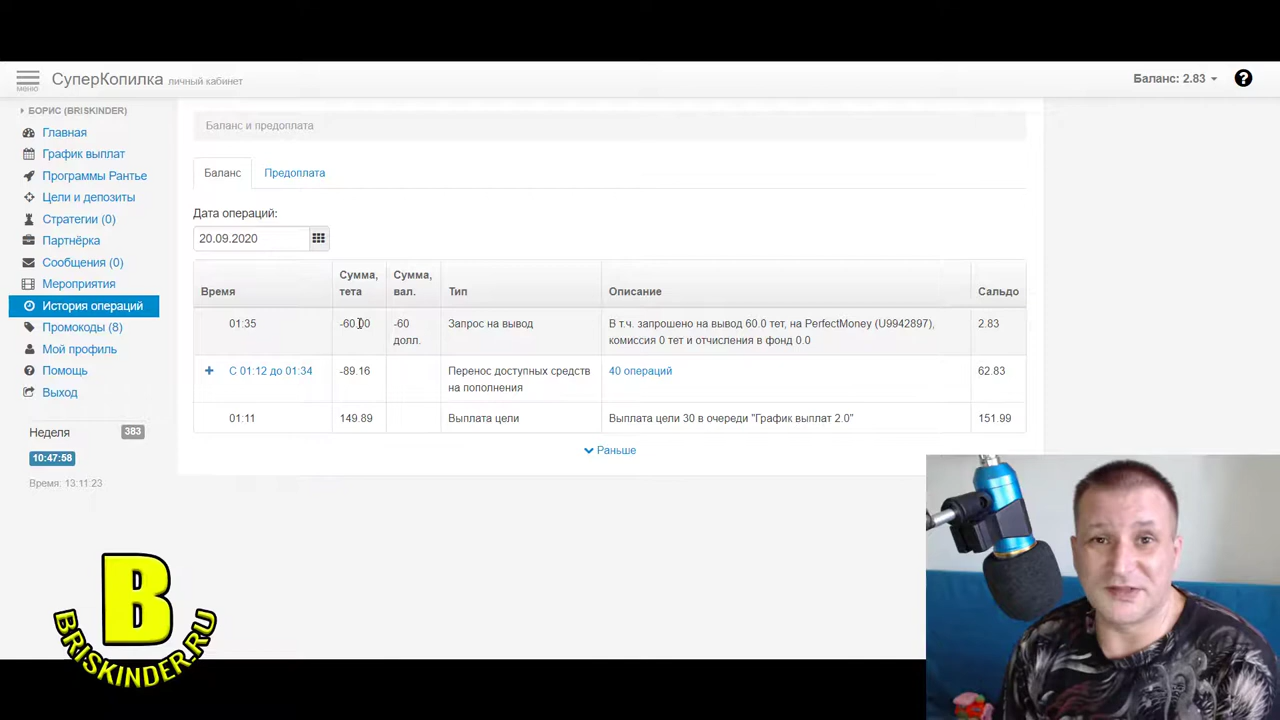 СуперКопилка личный кабинет
Баланс: 2.83
?
меню
БОРИС (BRISKINDER)
Главная
График выплат
Программы Рантье
Цели и депозиты
Стратегии (0)
Партнёрка
Сообщения (0)
Мероприятия
История операций
Промокоды (8)
Мой профиль
Помощь
Выход
Неделя 383
10:47:58
Время: 13.11.23
Баланс и предоплата
Баланс Предоплата
Дата операций:
20.09.2020
Время Сумма, тета Сумма, вал. Тип Описание Сальдо
01:35 -60.00 -60 долл. Запрос на вывод В т.ч. запрошено на вывод 60.0 тет, на PerfectMoney (U9942897), 2.83
комиссия 0 тет и отчисления в фонд 0.0
+ С 01:12 до 01:34 -89.16 Перенос доступных средств 40 операций 62.83
на пополнения
01:11 149.89 Выплата цели Выплата цели 30 в очереди "График выплат 2.0" 151.99
Раньше
B
BRISKINDER.RU